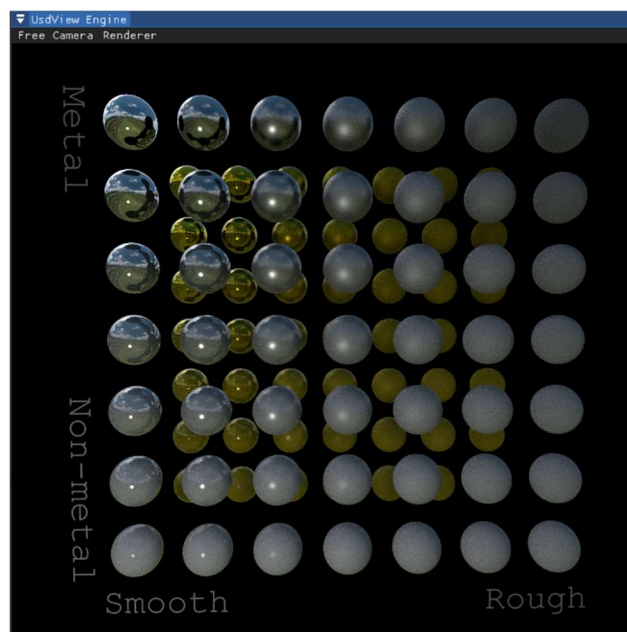 UsdView Engine
Free Camera Renderer
Metal
Non-metal
Smooth Rough